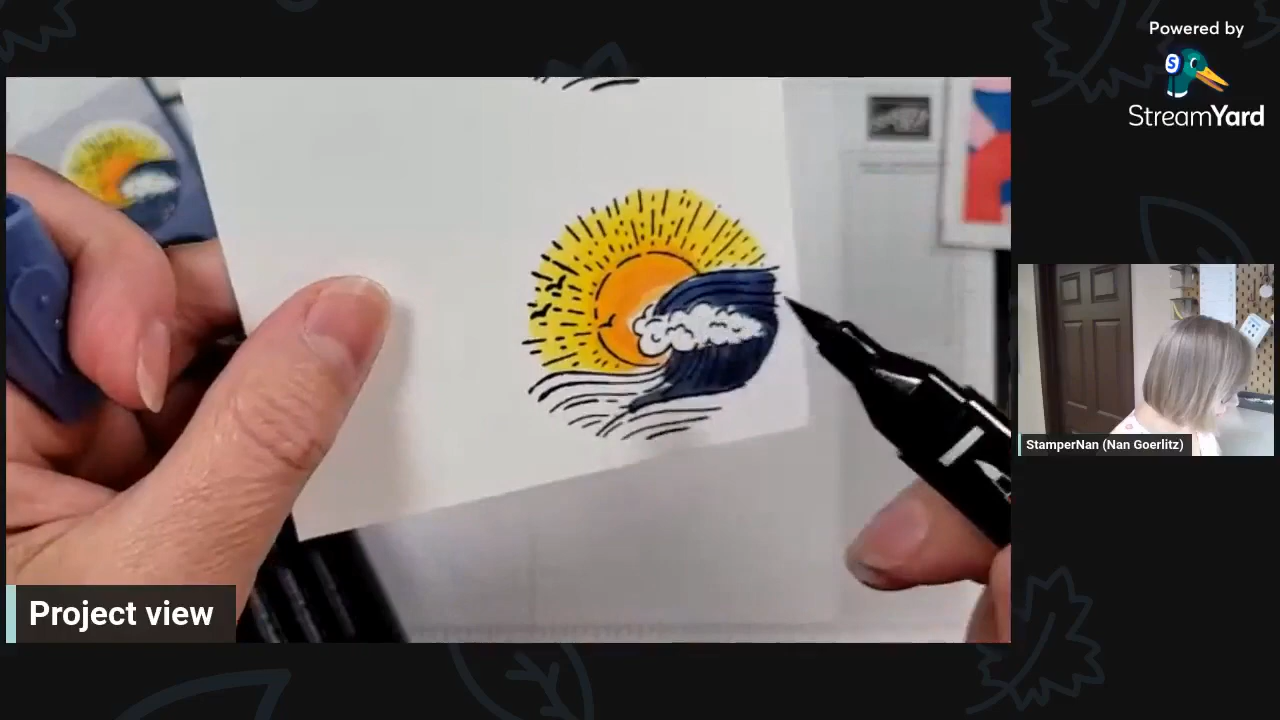 Powered by
S
StreamYard
StamperNan (Nan Goerlitz)
Project view